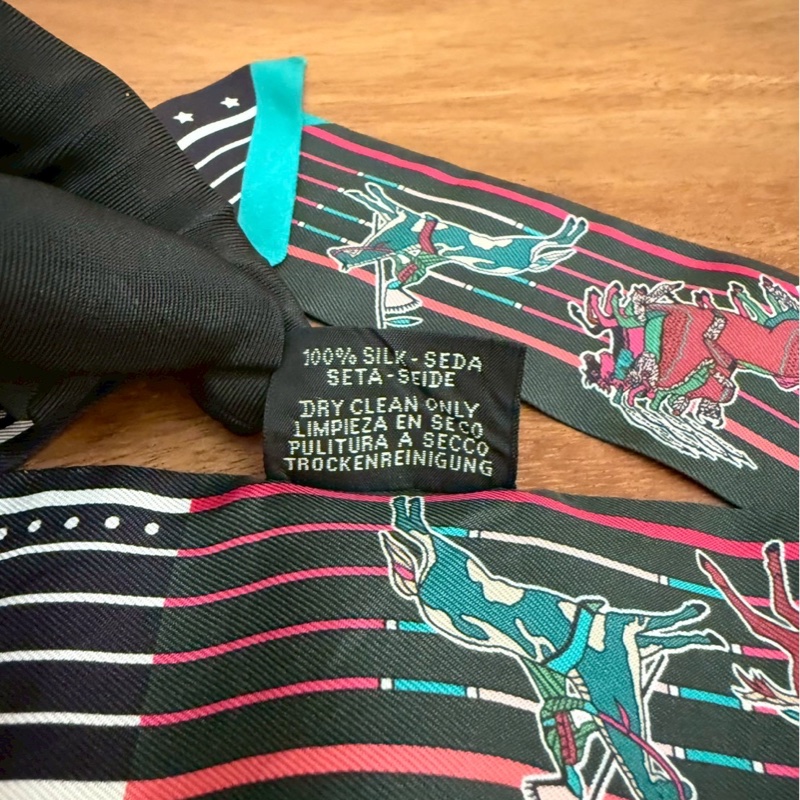 100% SILK - SEDA
SETA - SEIDE
DRY CLEAN ONLY
LIMPIEZA EN SECO
PULITURA A SECCO
TROCKENREINIGUNG